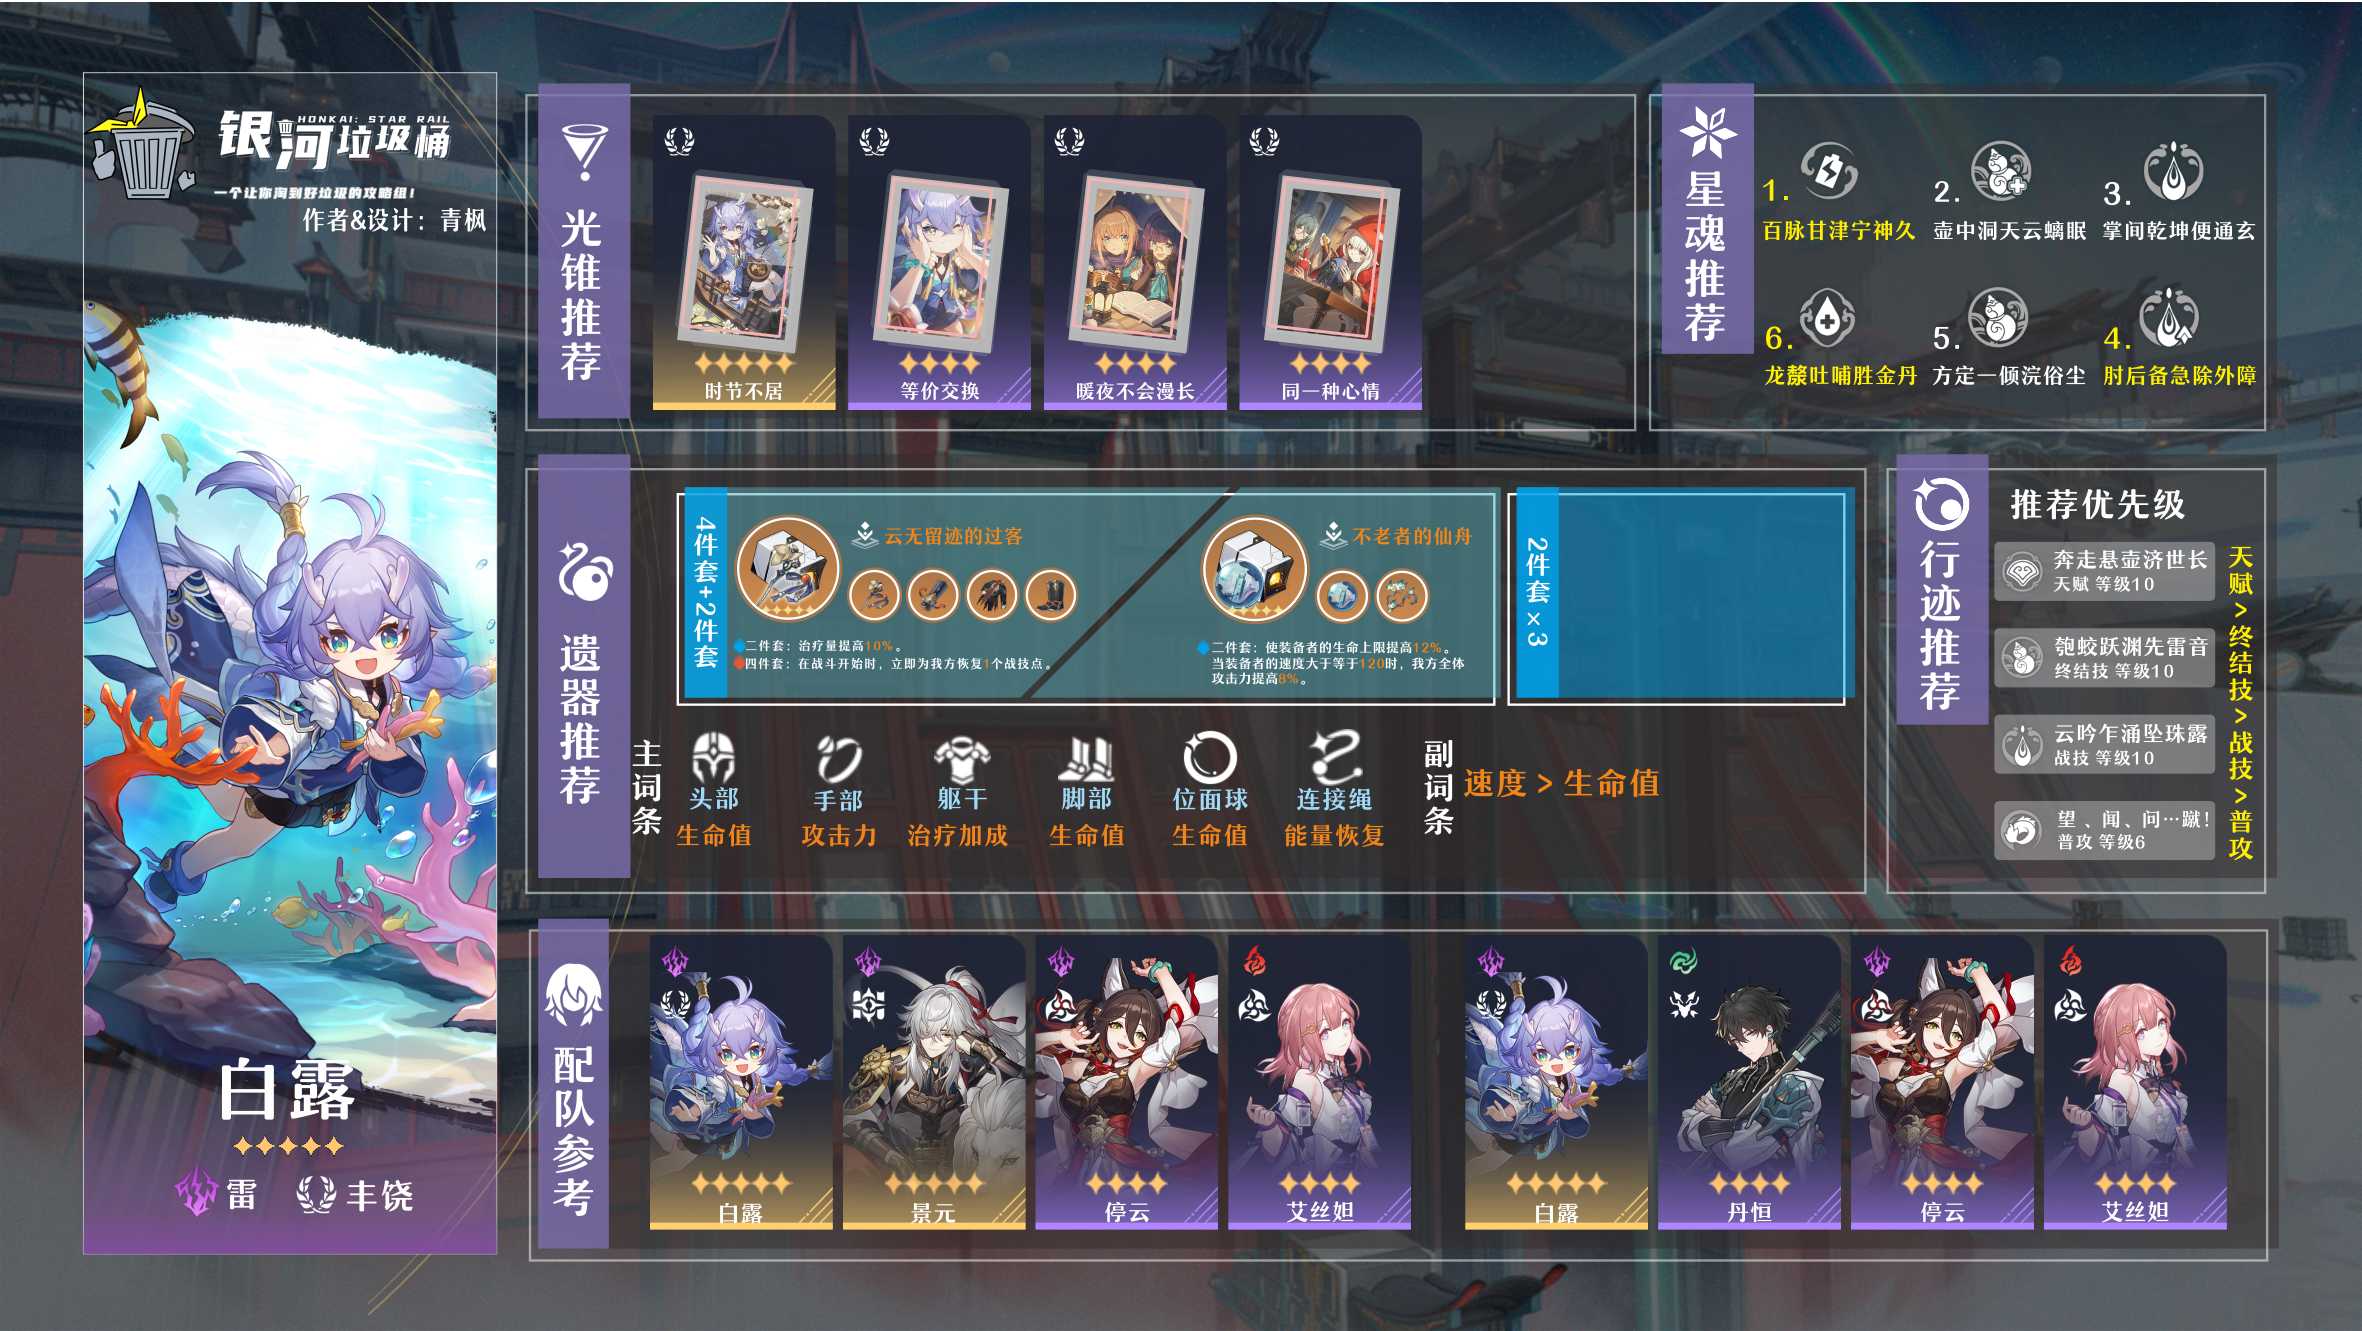 银河垃圾桶
HONKAI: STAR RAIL
一个让你淘到好垃圾的攻略组！
作者&设计：青枫
白露
雷 丰饶
光锥推荐
时节不居
等价交换
暖夜不会漫长
同一种心情
星魂推荐
1.
百脉甘津宁神久
2.
壶中洞天云螭眠
3.
掌间乾坤便通玄
6.
龙漦吐哺胜金丹
5.
方定一倾浣俗尘
4.
肘后备急除外障
遗器推荐
4件套+2件套
云无留迹的过客
二件套：治疗量提高10%。
四件套：在战斗开始时，立即为我方恢复1个战技点。
不老者的仙舟
二件套：使装备者的生命上限提高12%。
当装备者的速度大于等于120时，我方全体
攻击力提高8%。
2件套×3
主词条
头部
生命值
手部
攻击力
躯干
治疗加成
脚部
生命值
位面球
生命值
连接绳
能量恢复
副词条
速度 > 生命值
行迹推荐
推荐优先级
奔走悬壶济世长
天赋 等级10
匏蛟跃渊先雷音
终结技 等级10
云吟乍涌坠珠露
战技 等级10
望、闻、问…蹴！
普攻 等级6
天赋>终结技>战技>普攻
配队参考
白露
景元
停云
艾丝妲
白露
丹恒
停云
艾丝妲